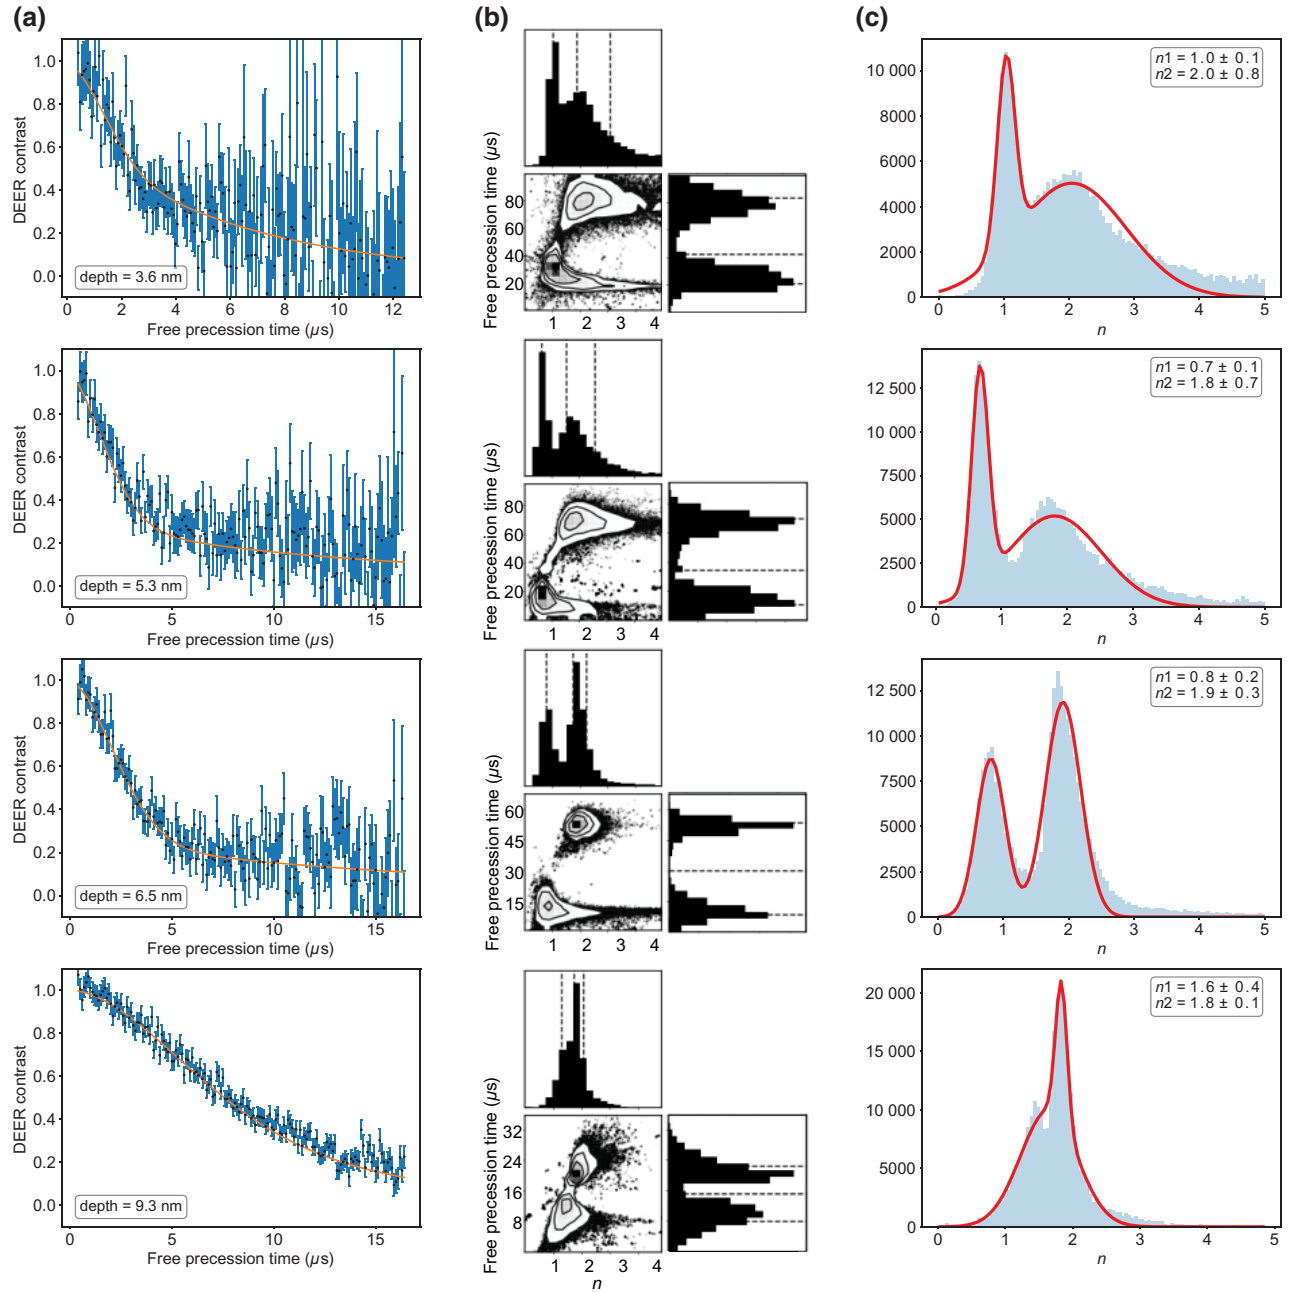 (a)
(b)
(c)
DEER contrast
1.0
0.8
0.6
0.4
0.2
0.0
depth = 3.6 nm
0 2 4 6 8 10 12
Free precession time (µs)
Free precession time (µs)
80
60
40
20
1 2 3 4
10 000
8000
6000
4000
2000
0
n1 = 1.0 ± 0.1
n2 = 2.0 ± 0.8
0 1 2 3 4 5
n
DEER contrast
1.0
0.8
0.6
0.4
0.2
0.0
depth = 5.3 nm
0 5 10 15
Free precession time (µs)
Free precession time (µs)
80
60
40
20
1 2 3 4
12 500
10 000
7500
5000
2500
0
n1 = 0.7 ± 0.1
n2 = 1.8 ± 0.7
0 1 2 3 4 5
n
DEER contrast
1.0
0.8
0.6
0.4
0.2
0.0
depth = 6.5 nm
0 5 10 15
Free precession time (µs)
Free precession time (µs)
60
45
30
15
1 2 3 4
12 500
10 000
7500
5000
2500
0
n1 = 0.8 ± 0.2
n2 = 1.9 ± 0.3
0 1 2 3 4 5
n
DEER contrast
1.0
0.8
0.6
0.4
0.2
0.0
depth = 9.3 nm
0 5 10 15
Free precession time (µs)
Free precession time (µs)
32
24
16
8
1 2 3 4
n
20 000
15 000
10 000
5000
0
n1 = 1.6 ± 0.4
n2 = 1.8 ± 0.1
0 1 2 3 4 5
n